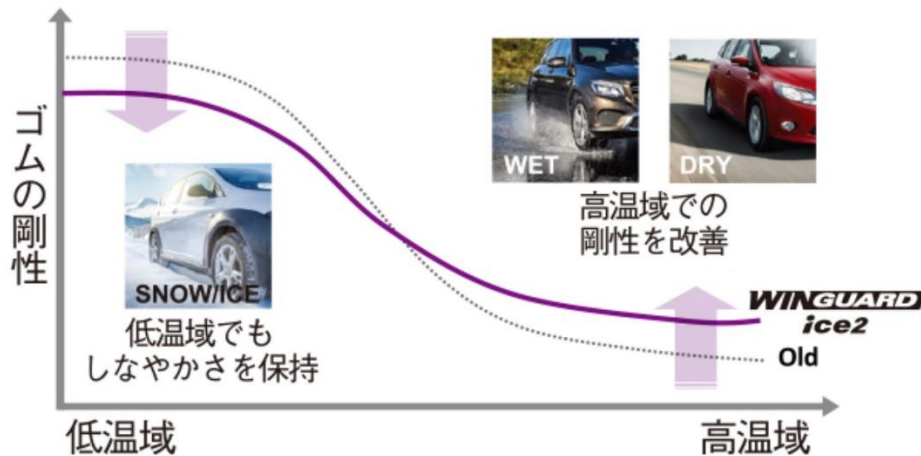 ゴムの剛性
WET
DRY
高温域での
剛性を改善
SNOW/ICE
低温域でも
しなやかさを保持
WINGUARD
ice2
Old
低温域
高温域